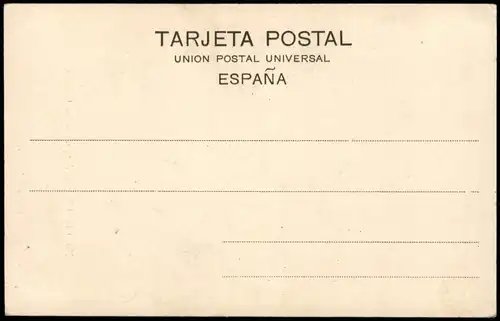 TARJETA POSTAL
UNION POSTAL UNIVERSAL
ESPAÑA